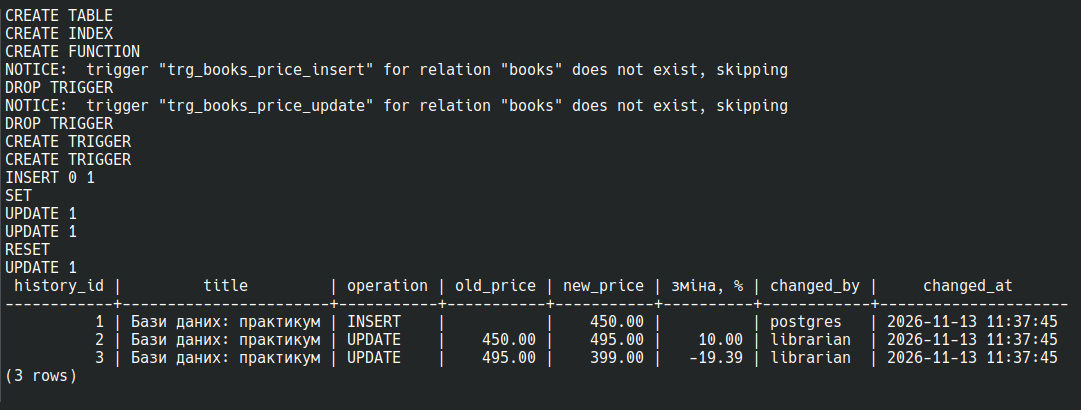 CREATE TABLE
CREATE INDEX
CREATE FUNCTION
NOTICE:  trigger "trg_books_price_insert" for relation "books" does not exist, skipping
DROP TRIGGER
NOTICE:  trigger "trg_books_price_update" for relation "books" does not exist, skipping
DROP TRIGGER
CREATE TRIGGER
CREATE TRIGGER
INSERT 0 1
SET
UPDATE 1
UPDATE 1
RESET
UPDATE 1
 history_id |         title         | operation | old_price | new_price | зміна, % | changed_by |     changed_at
------------+-----------------------+-----------+-----------+-----------+----------+------------+---------------------
          1 | Бази даних: практикум | INSERT    |           |    450.00 |          | postgres   | 2026-11-13 11:37:45
          2 | Бази даних: практикум | UPDATE    |    450.00 |    495.00 |    10.00 | librarian  | 2026-11-13 11:37:45
          3 | Бази даних: практикум | UPDATE    |    495.00 |    399.00 |   -19.39 | librarian  | 2026-11-13 11:37:45
(3 rows)